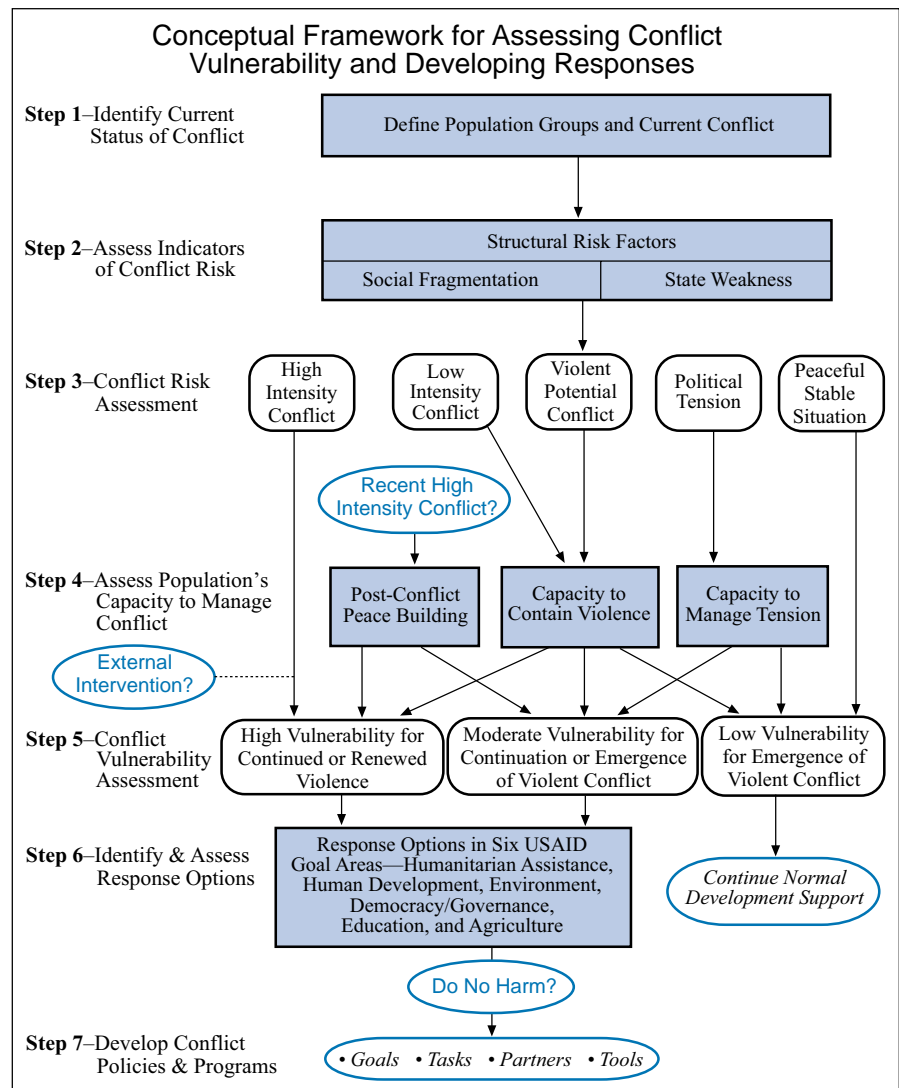 Conceptual Framework for Assessing Conflict
Vulnerability and Developing Responses
Step 1–Identify Current
Status of Conflict
Define Population Groups and Current Conflict
Step 2–Assess Indicators
of Conflict Risk
Structural Risk Factors
Social Fragmentation
State Weakness
Step 3–Conflict Risk
Assessment
High
Intensity
Conflict
Low
Intensity
Conflict
Violent
Potential
Conflict
Political
Tension
Peaceful
Stable
Situation
Recent High
Intensity Conflict?
Step 4–Assess Population’s
Capacity to Manage
Conflict
Post-Conflict
Peace Building
Capacity to
Contain Violence
Capacity to
Manage Tension
External
Intervention?
Step 5–Conflict
Vulnerability
Assessment
High Vulnerability for
Continued or Renewed
Violence
Moderate Vulnerability for
Continuation or Emergence
of Violent Conflict
Low Vulnerability
for Emergence of
Violent Conflict
Step 6–Identify & Assess
Response Options
Response Options in Six USAID
Goal Areas—Humanitarian Assistance,
Human Development, Environment,
Democracy/Governance,
Education, and Agriculture
Continue Normal
Development Support
Do No Harm?
Step 7–Develop Conflict
Policies & Programs
• Goals • Tasks • Partners • Tools